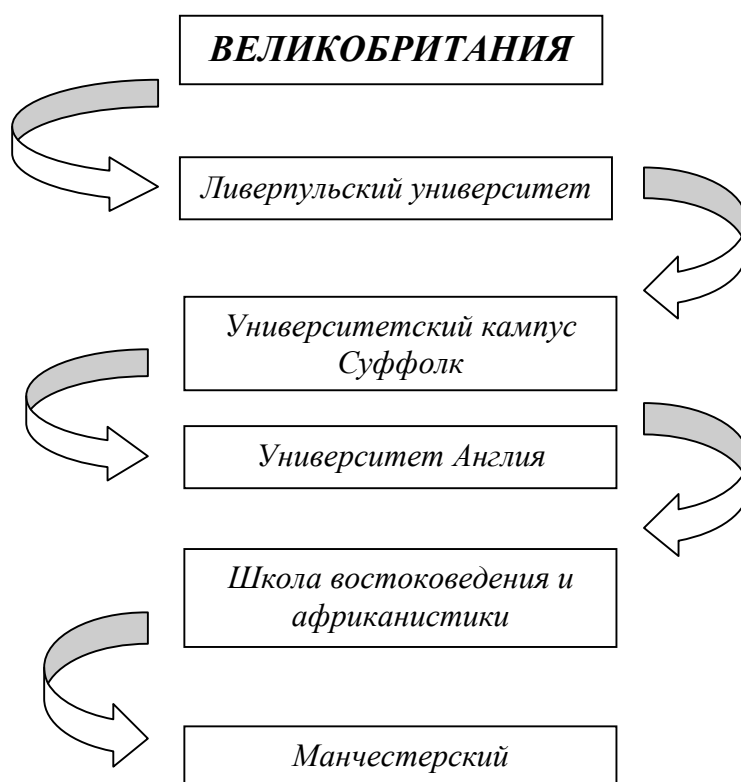 ВЕЛИКОБРИТАНИЯ
Ливерпульский университет
Университетский кампус
Суффолк
Университет Англия
Школа востоковедения и
африканистики
Манчестерский